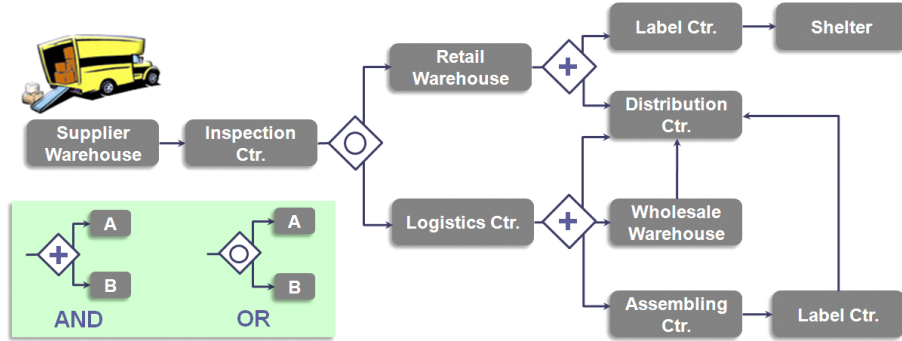 Label Ctr.
Shelter
Retail
Warehouse
Distribution
Ctr.
Supplier
Warehouse
Inspection
Ctr.
Logistics Ctr.
Wholesale
Warehouse
Assembling
Ctr.
Label Ctr.
A
B
AND
A
B
OR